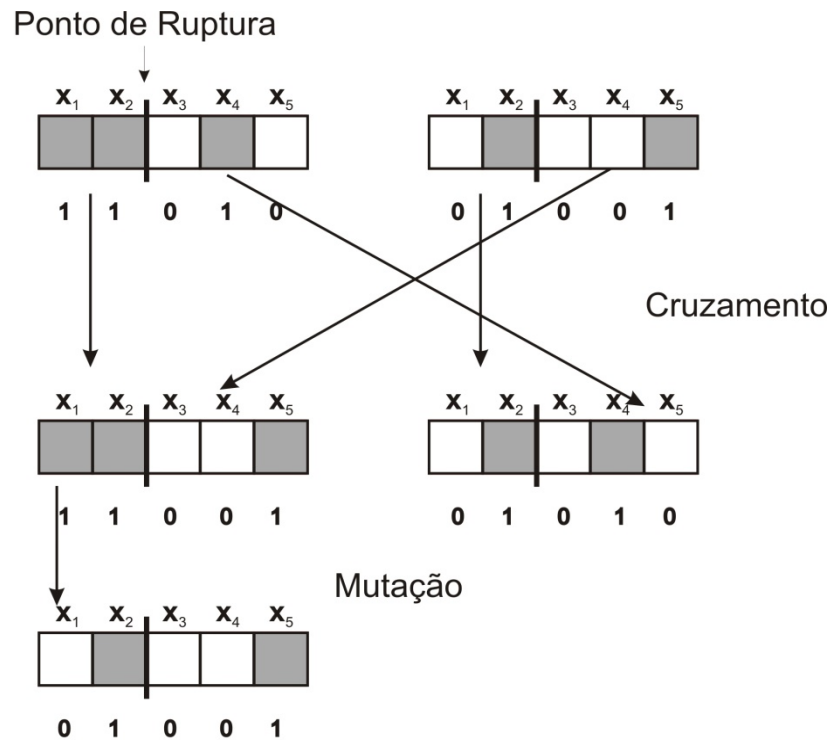 Ponto de Ruptura
x₁ x₂ x₃ x₄ x₅
1 1 0 1 0
x₁ x₂ x₃ x₄ x₅
0 1 0 0 1
Cruzamento
x₁ x₂ x₃ x₄ x₅
1 1 0 0 1
x₁ x₂ x₃ x₄ x₅
0 1 0 1 0
Mutação
x₁ x₂ x₃ x₄ x₅
0 1 0 0 1